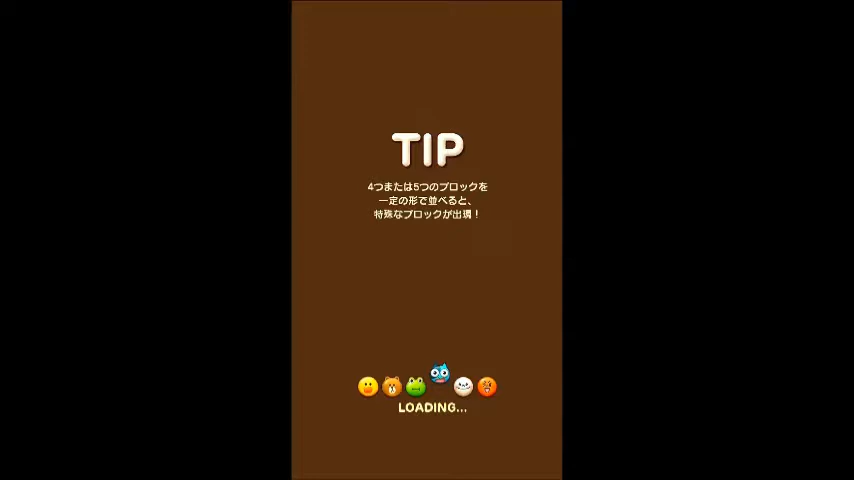 TIP
4つまたは5つのブロックを
一定の形で並べると、
特殊なブロックが出現！
LOADING...